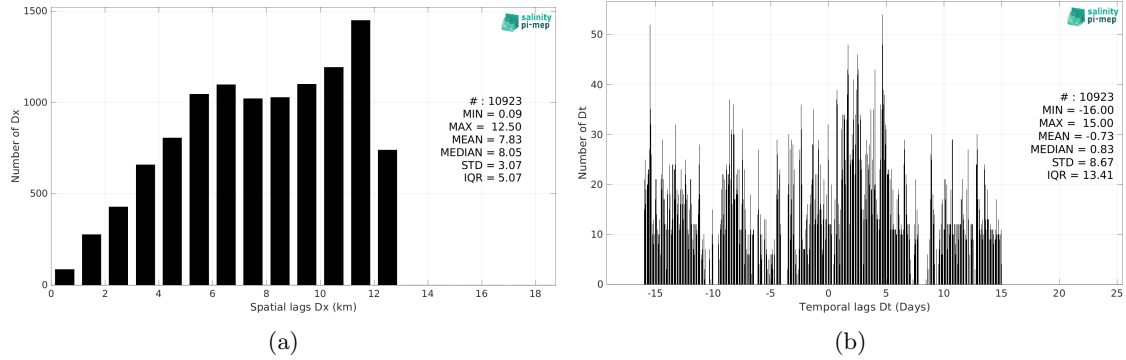 1500
1000
500
0
Number of Dx
0 2 4 6 8 10 12 14 16 18
Spatial lags Dx (km)
salinity
pi-mep
# : 10923
MIN = 0.09
MAX = 12.50
MEAN = 7.83
MEDIAN = 8.05
STD = 3.07
IQR = 5.07
(a)
50
40
30
20
10
0
Number of Dt
-15 -10 -5 0 5 10 15 20 25
Temporal lags Dt (Days)
salinity
pi-mep
# : 10923
MIN = -16.00
MAX = 15.00
MEAN = -0.73
MEDIAN = 0.83
STD = 8.67
IQR = 13.41
(b)